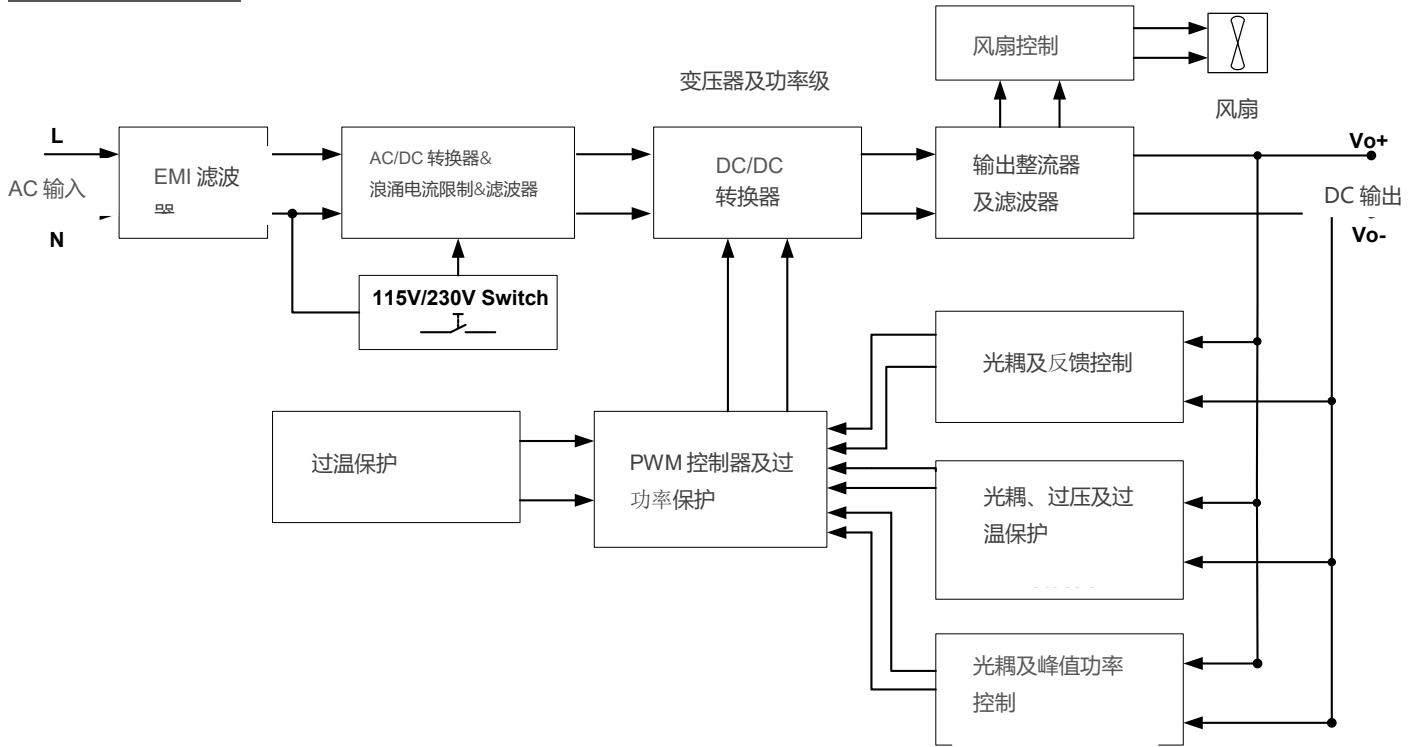 风扇控制
变压器及功率级
风扇
L
AC 输入
N
EMI 滤波
器
AC/DC 转换器&
浪涌电流限制&滤波器
DC/DC
转换器
输出整流器
及滤波器
Vo+
DC 输出
Vo-
115V/230V Switch
光耦及反馈控制
过温保护
PWM 控制器及过
功率保护
光耦、过压及过
温保护
光耦及峰值功率
控制